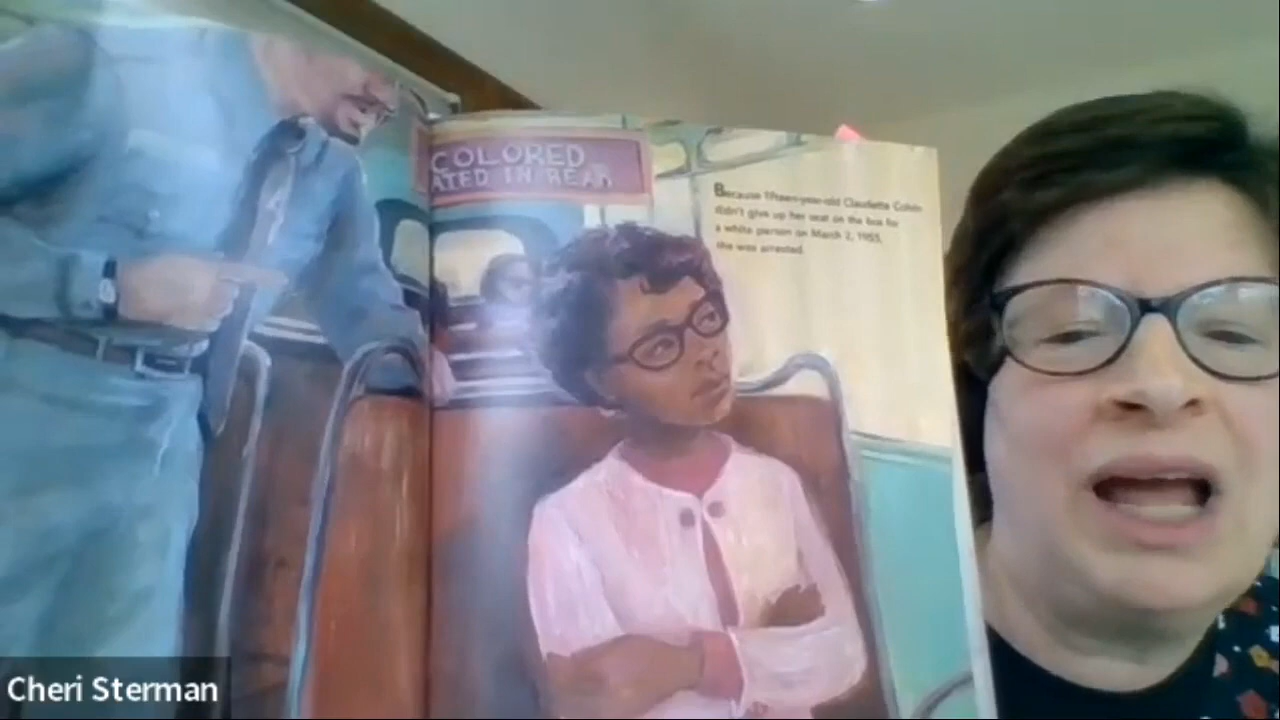 COLORED
ATED IN REAR
Because fifteen-year-old Claudette Colvin
didn't give up her seat on the bus for
a white person on March 2, 1955,
she was arrested.
Cheri Sterman